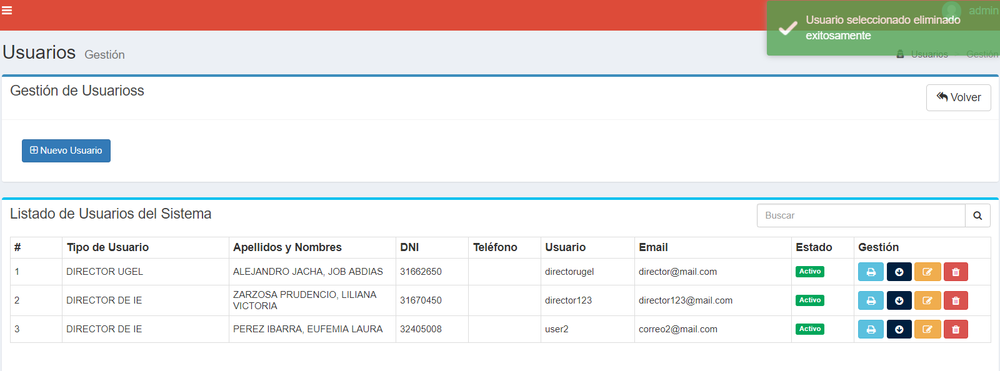 admin
Usuario seleccionado eliminado
exitosamente
Usuarios Gestión
Usuarios > Gestión
Gestión de Usuarioss
Volver
Nuevo Usuario
Listado de Usuarios del Sistema
Buscar
# Tipo de Usuario Apellidos y Nombres DNI Teléfono Usuario Email Estado Gestión
1 DIRECTOR UGEL ALEJANDRO JACHA, JOB ABDIAS 31662650 directorugel director@mail.com Activo
2 DIRECTOR DE IE ZARZOSA PRUDENCIO, LILIANA VICTORIA 31670450 director123 director123@mail.com Activo
3 DIRECTOR DE IE PEREZ IBARRA, EUFEMIA LAURA 32405008 user2 correo2@mail.com Activo